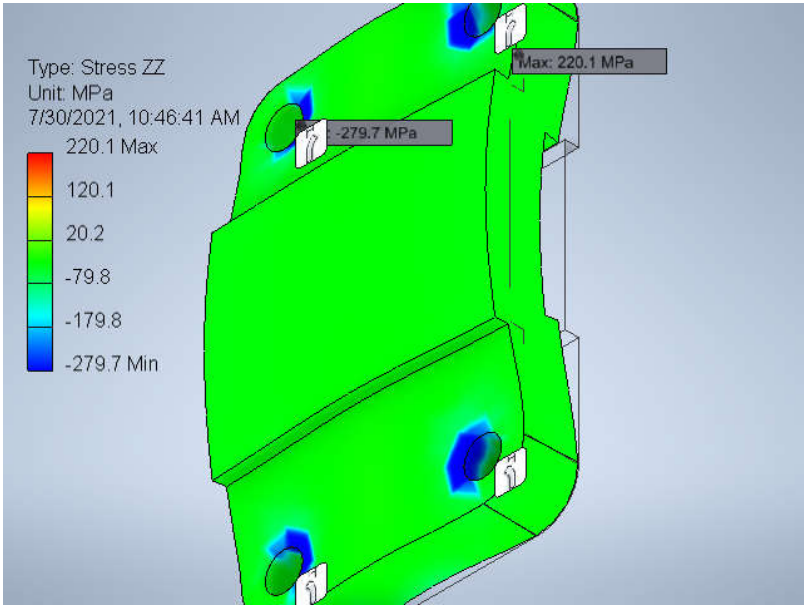 Type: Stress ZZ
Unit: MPa
7/30/2021, 10:46:41 AM
220.1 Max
120.1
20.2
-79.8
-179.8
-279.7 Min
Max: 220.1 MPa
: -279.7 MPa